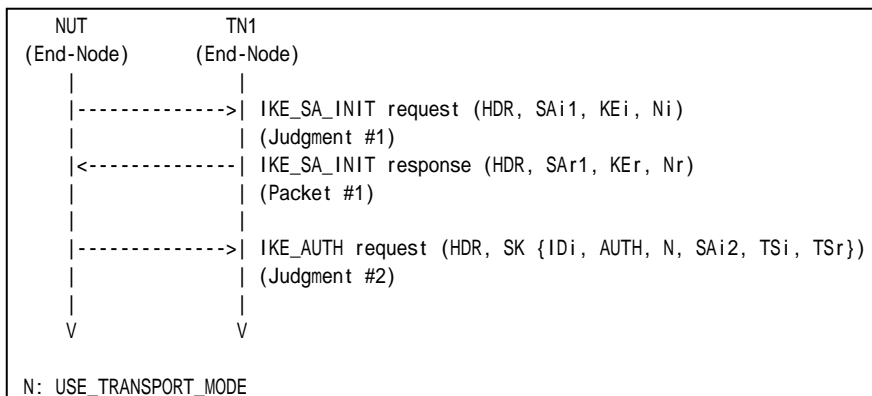 NUT TN1
(End-Node) (End-Node)
| |
|-------------->| IKE_SA_INIT request (HDR, SAi1, KEi, Ni)
| | (Judgment #1)
|<--------------| IKE_SA_INIT response (HDR, SAr1, KEr, Nr)
| | (Packet #1)
| |
|-------------->| IKE_AUTH request (HDR, SK {IDi, AUTH, N, SAi2, TSi, TSr})
| | (Judgment #2)
| |
V V
N: USE_TRANSPORT_MODE